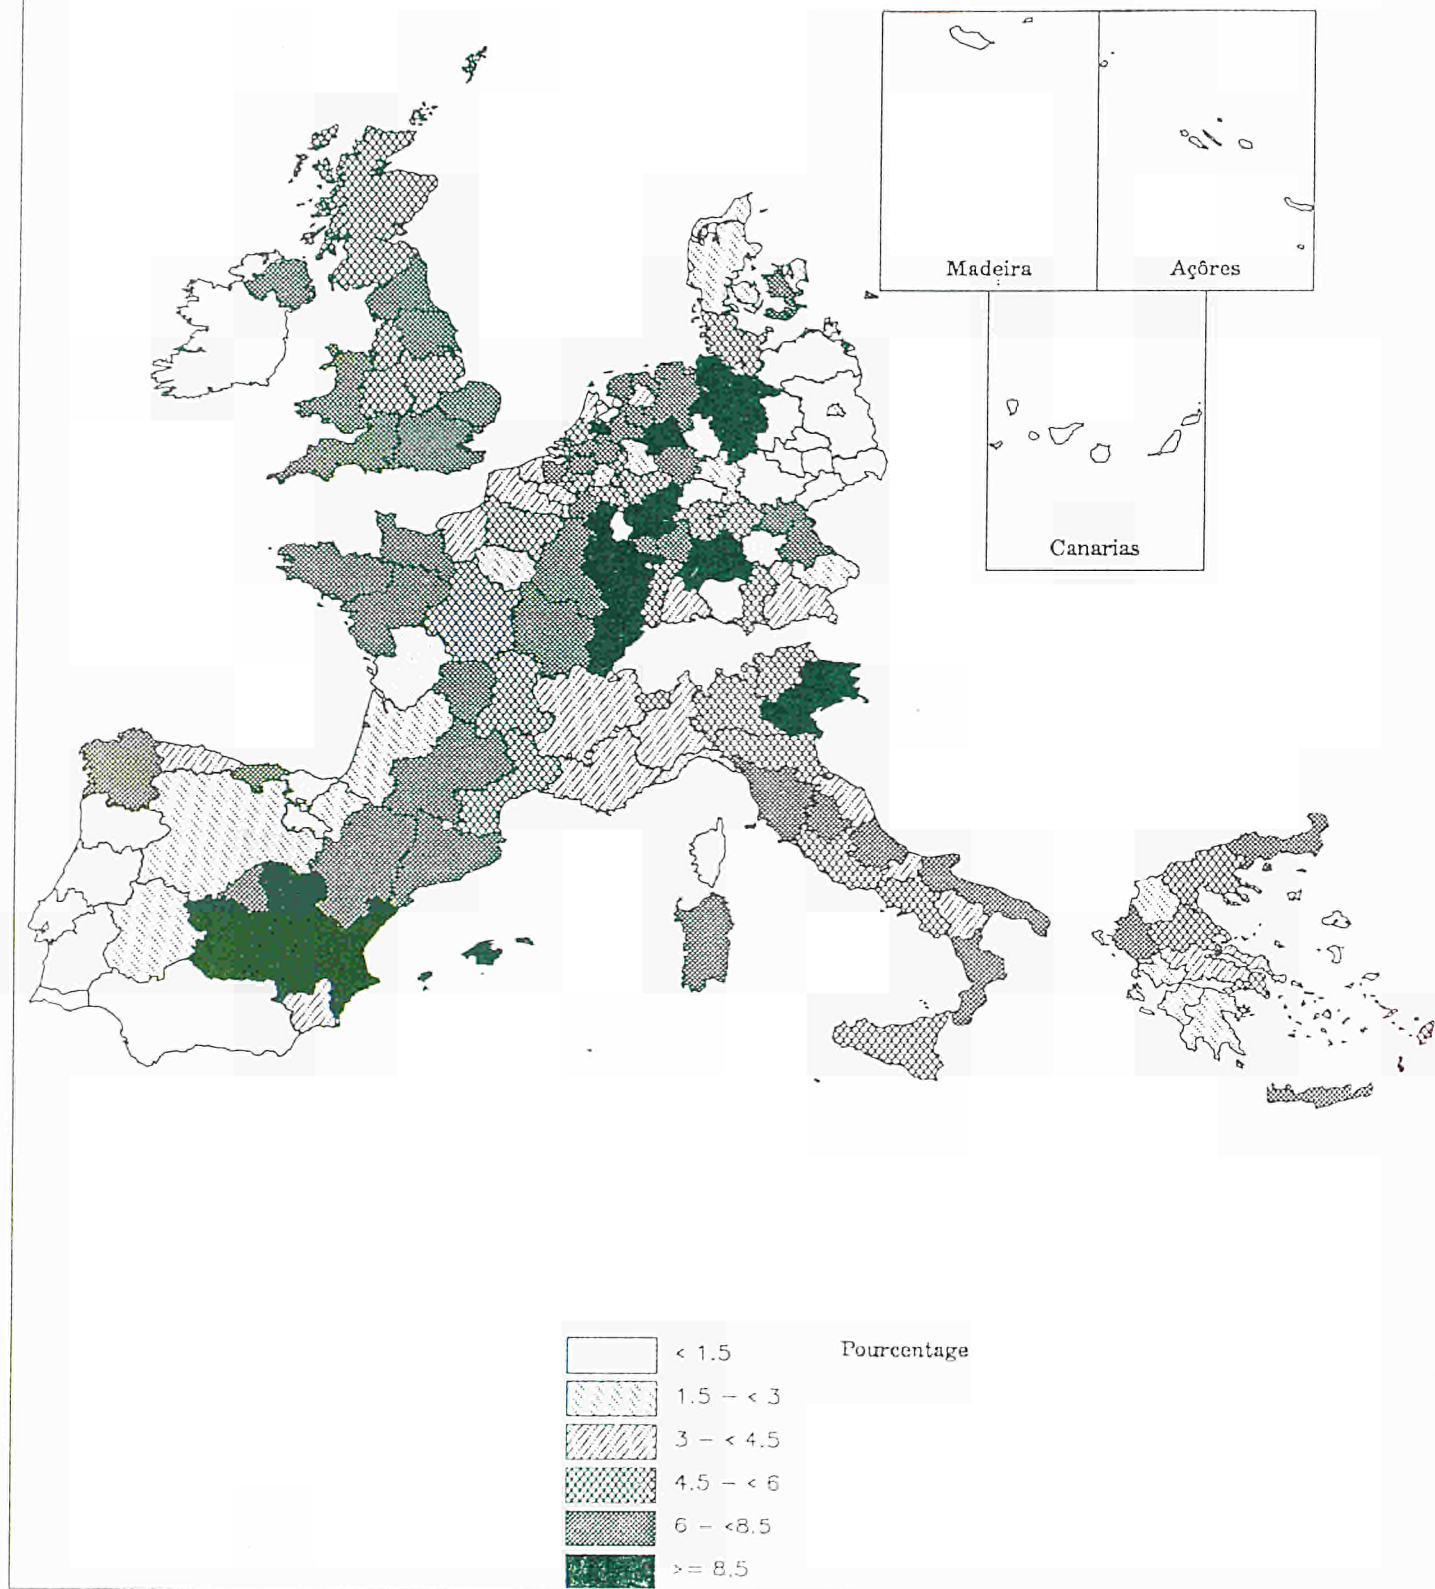 Madeira
Açôres
Canarias
Pourcentage
< 1.5
1.5 - < 3
3 - < 4.5
4.5 - < 6
6 - <8.5
>= 8.5